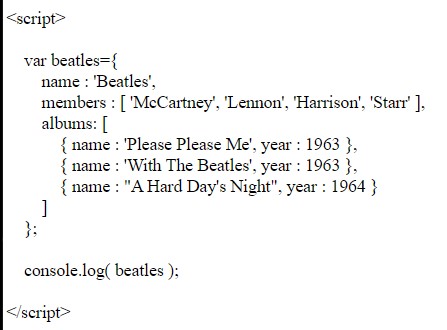 <script>
var beatles={
name : 'Beatles',
members : [ 'McCartney', 'Lennon', 'Harrison', 'Starr' ],
albums: [
{ name : 'Please Please Me', year : 1963 },
{ name : 'With The Beatles', year : 1963 },
{ name : "A Hard Day's Night", year : 1964 }
]
};
console.log( beatles );
</script>